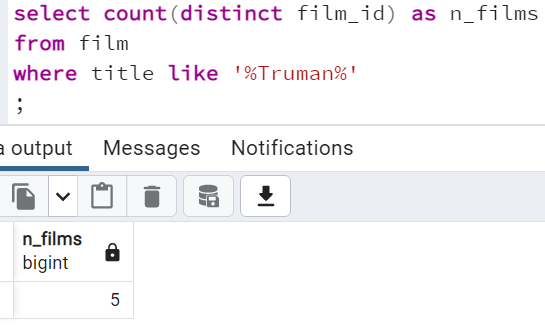 select count(distinct film_id) as n_films
from film
where title like '%Truman%'
;
a output Messages Notifications
n_films
bigint
5